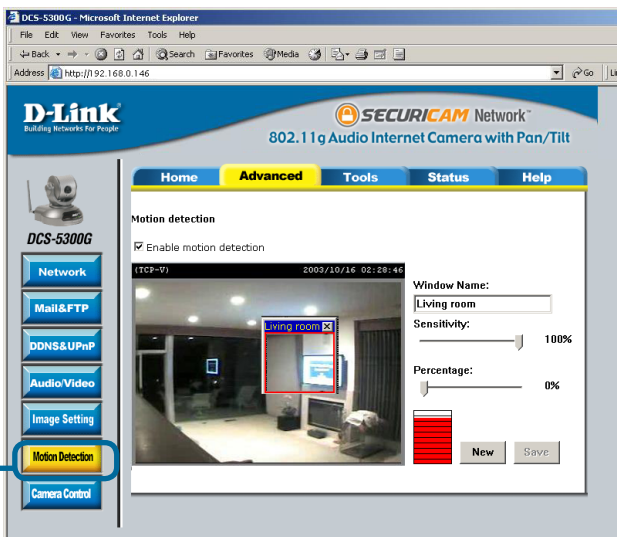 DCS-5300G - Microsoft Internet Explorer
File Edit View Favorites Tools Help
Back Search Favorites Media
Address http://192.168.0.146 Go Li
D-Link
Building Networks For People
SECURICAM Network™
802.11g Audio Internet Camera with Pan/Tilt
Home Advanced Tools Status Help
DCS-5300G
Network
Mail&FTP
DDNS&UPnP
Audio/Video
Image Setting
Motion Detection
Camera Control
Motion detection
Enable motion detection
(TCP-V) 2003/10/16 02:28:46
Living room
Window Name:
Living room
Sensitivity:
100%
Percentage:
0%
New Save